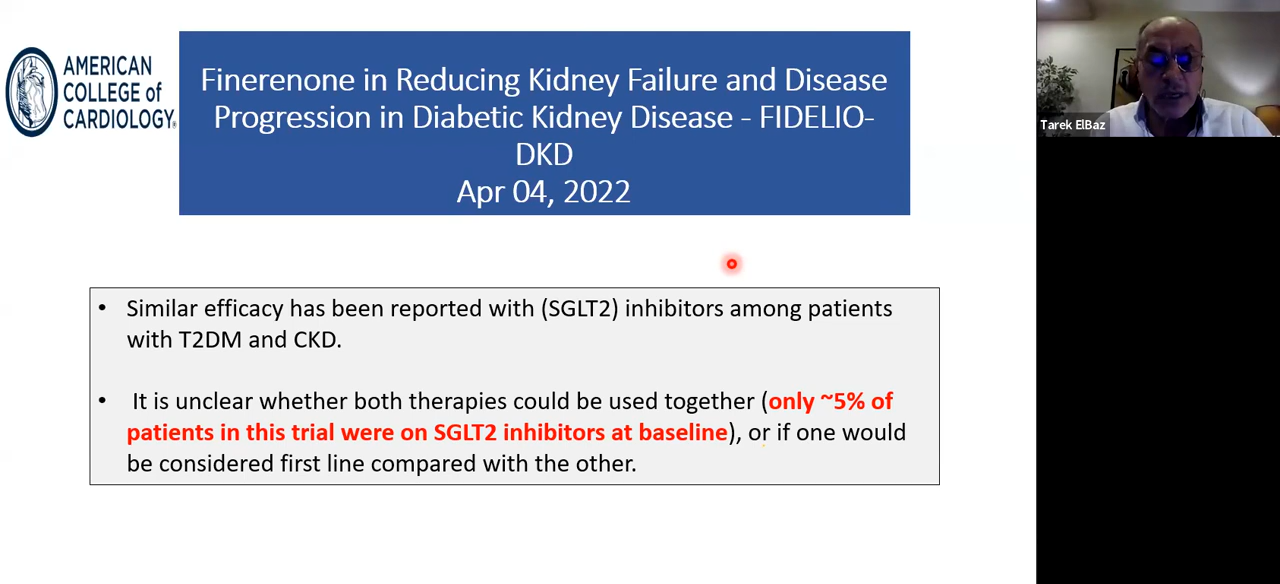 AMERICAN
COLLEGE of
CARDIOLOGY®
Finerenone in Reducing Kidney Failure and Disease
Progression in Diabetic Kidney Disease - FIDELIO-
DKD
Apr 04, 2022
Tarek ElBaz
• Similar efficacy has been reported with (SGLT2) inhibitors among patients
with T2DM and CKD.
• It is unclear whether both therapies could be used together (only ~5% of
patients in this trial were on SGLT2 inhibitors at baseline), or if one would
be considered first line compared with the other.